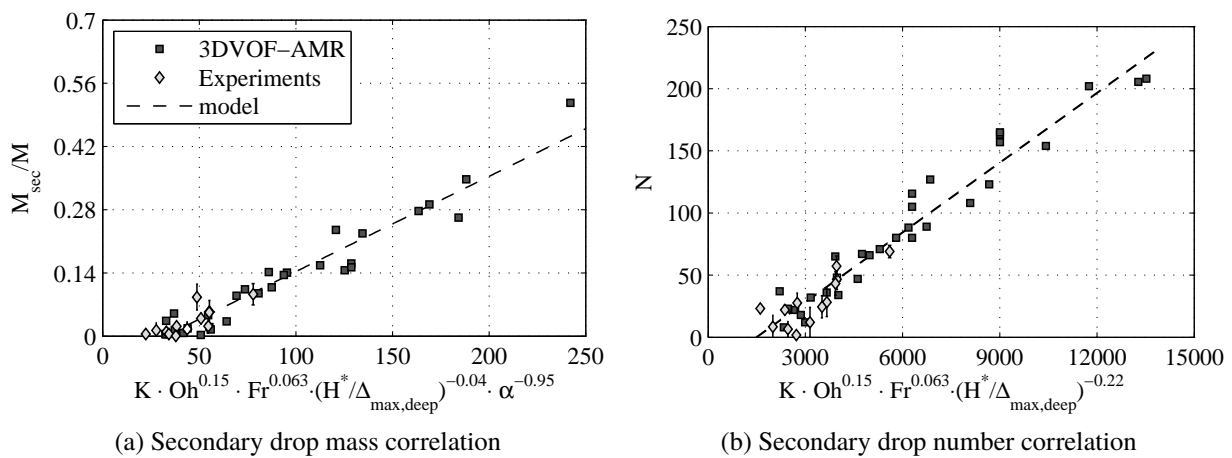 0.7
0.56
0.42
0.28
0.14
0
M_sec/M
3DVOF−AMR
Experiments
model
0 50 100 150 200 250
K · Oh^0.15 · Fr^0.063 ·(H^*/Δ_max,deep)^−0.04 · α^−0.95
(a) Secondary drop mass correlation
250
200
150
100
50
0
N
0 3000 6000 9000 12000 15000
K · Oh^0.15 · Fr^0.063 ·(H^*/Δ_max,deep)^−0.22
(b) Secondary drop number correlation